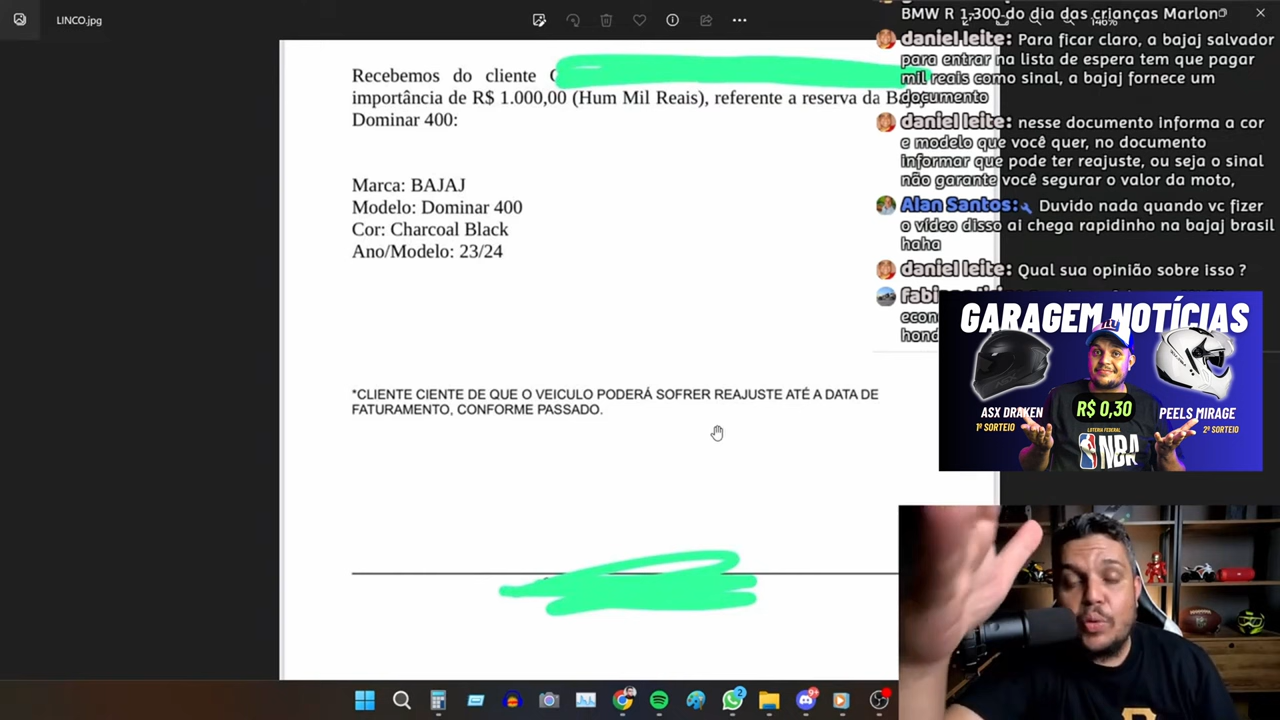 LINCO.jpg
146%
Recebemos do cliente
importância de R$ 1.000,00 (Hum Mil Reais), referente a reserva da
Dominar 400:
Marca: BAJAJ
Modelo: Dominar 400
Cor: Charcoal Black
Ano/Modelo: 23/24
*CLIENTE CIENTE DE QUE O VEICULO PODERÁ SOFRER REAJUSTE ATÉ A DATA DE
FATURAMENTO, CONFORME PASSADO.
BMW R 1.300 do dia das crianças Marlon
daniel leite: Para ficar claro, a bajaj salvador
para entrar na lista de espera tem que pagar
mil reais como sinal, a bajaj fornece um
documento
daniel leite: nesse documento informa a cor
e modelo que você quer, no documento
informar que pode ter reajuste, ou seja o sinal
não garante você segurar o valor da moto,
Alan Santos: Duvido nada quando vc fizer
o vídeo disso ai chega rapidinho na bajaj brasil
haha
daniel leite: Qual sua opinião sobre isso ?
GARAGEM NOTÍCIAS
ASX DRAKEN
1º SORTEIO
R$ 0,30
LOTERIA FEDERAL
PEELS MIRAGE
2º SORTEIO
NBA